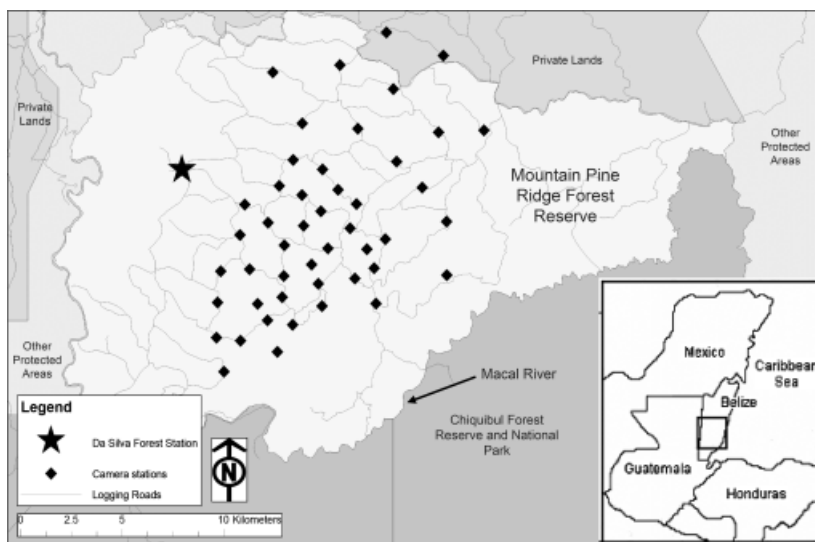 Private Lands
Private
Lands
Other
Protected
Areas
Mountain Pine
Ridge Forest
Reserve
Other
Protected
Areas
Macal River
Chiquibul Forest
Reserve and National
Park
Legend
Da Silva Forest Station
Camera stations
Logging Roads
N
0 2.5 5 10 Kilometers
Mexico
Caribbean
Sea
Belize
Guatemala
Honduras